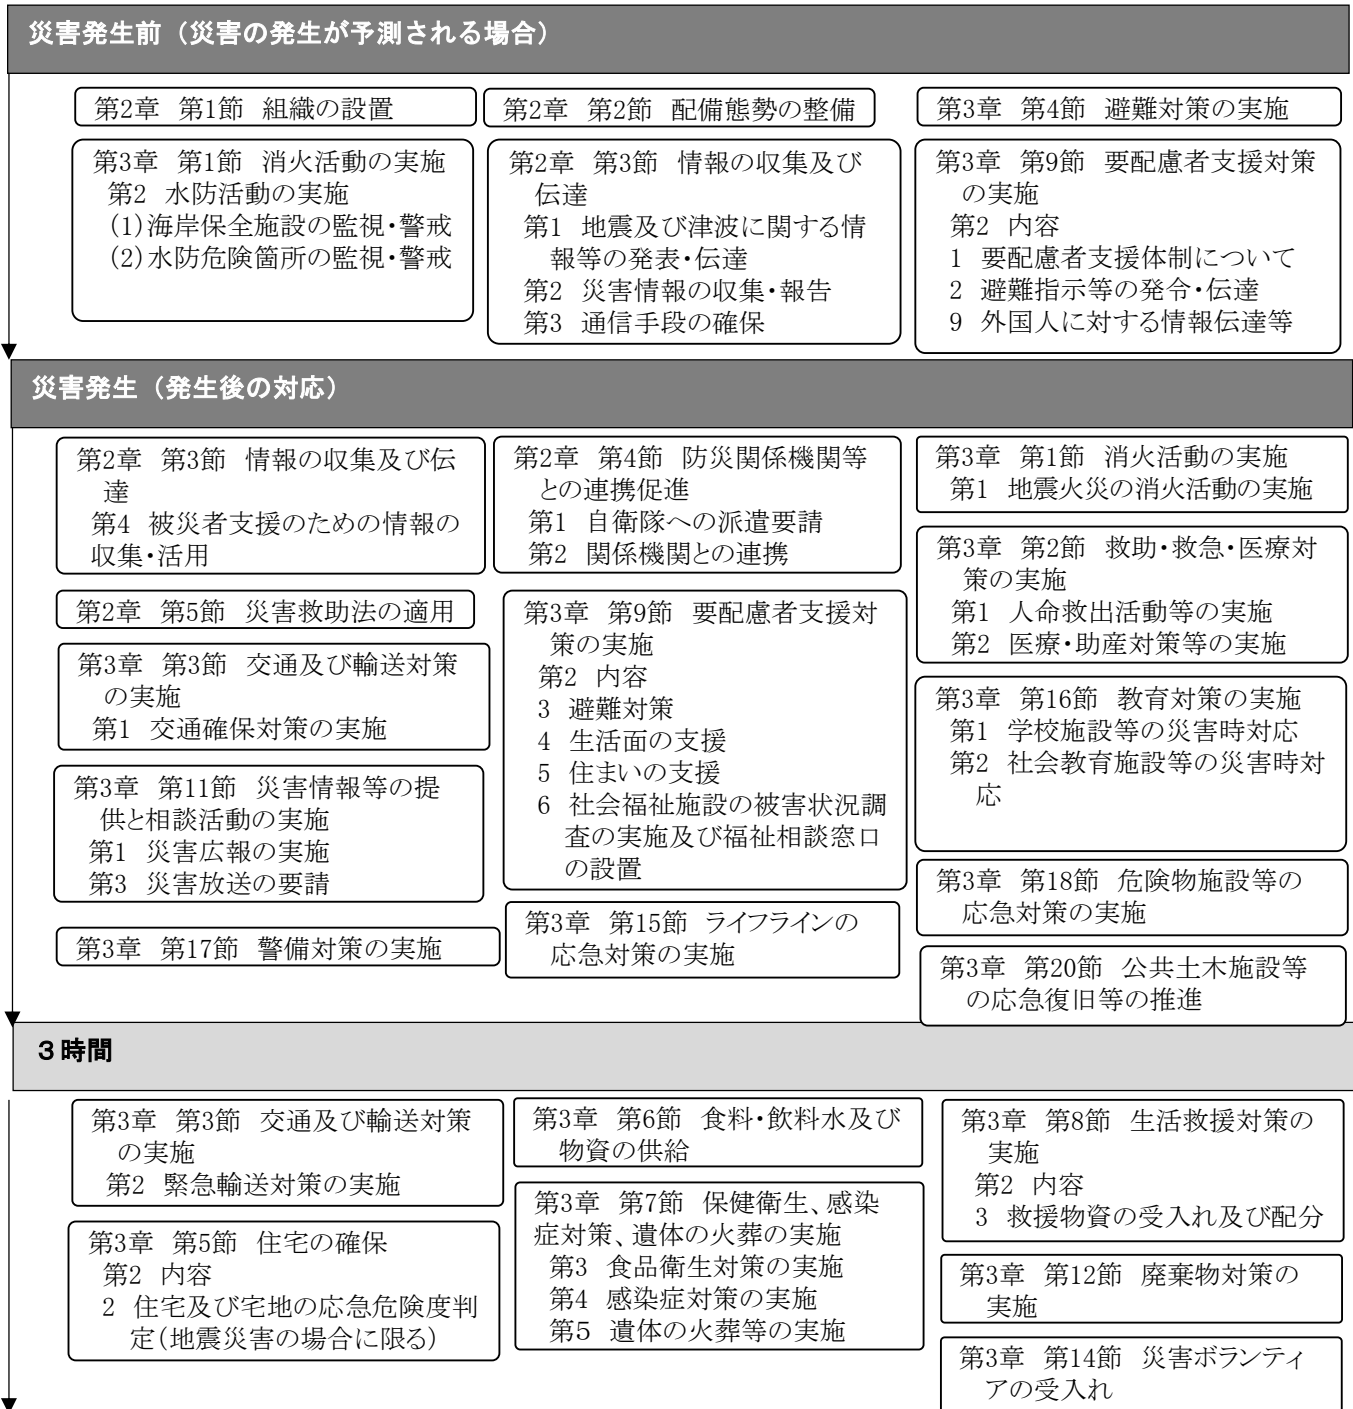 災害発生前（災害の発生が予測される場合）
第2章 第1節 組織の設置
第3章 第1節 消火活動の実施
第2 水防活動の実施
(1)海岸保全施設の監視・警戒
(2)水防危険箇所の監視・警戒
第2章 第2節 配備態勢の整備
第2章 第3節 情報の収集及び
伝達
第1 地震及び津波に関する情
報等の発表・伝達
第2 災害情報の収集・報告
第3 通信手段の確保
第3章 第4節 避難対策の実施
第3章 第9節 要配慮者支援対策
の実施
第2 内容
1 要配慮者支援体制について
2 避難指示等の発令・伝達
9 外国人に対する情報伝達等
災害発生（発生後の対応）
第2章 第3節 情報の収集及び伝
達
第4 被災者支援のための情報の
収集・活用
第2章 第5節 災害救助法の適用
第3章 第3節 交通及び輸送対策
の実施
第1 交通確保対策の実施
第3章 第11節 災害情報等の提
供と相談活動の実施
第1 災害広報の実施
第3 災害放送の要請
第3章 第17節 警備対策の実施
第2章 第4節 防災関係機関等
との連携促進
第1 自衛隊への派遣要請
第2 関係機関との連携
第3章 第9節 要配慮者支援対
策の実施
第2 内容
3 避難対策
4 生活面の支援
5 住まいの支援
6 社会福祉施設の被害状況調
査の実施及び福祉相談窓口
の設置
第3章 第15節 ライフラインの
応急対策の実施
第3章 第1節 消火活動の実施
第1 地震火災の消火活動の実施
第3章 第2節 救助・救急・医療対
策の実施
第1 人命救出活動等の実施
第2 医療・助産対策等の実施
第3章 第16節 教育対策の実施
第1 学校施設等の災害時対応
第2 社会教育施設等の災害時対
応
第3章 第18節 危険物施設等の
応急対策の実施
第3章 第20節 公共土木施設等
の応急復旧等の推進
３時間
第3章 第3節 交通及び輸送対策
の実施
第2 緊急輸送対策の実施
第3章 第5節 住宅の確保
第2 内容
2 住宅及び宅地の応急危険度判
定(地震災害の場合に限る)
第3章 第6節 食料・飲料水及び
物資の供給
第3章 第7節 保健衛生、感染
症対策、遺体の火葬の実施
第3 食品衛生対策の実施
第4 感染症対策の実施
第5 遺体の火葬等の実施
第3章 第8節 生活救援対策の
実施
第2 内容
3 救援物資の受入れ及び配分
第3章 第12節 廃棄物対策の
実施
第3章 第14節 災害ボランティ
アの受入れ